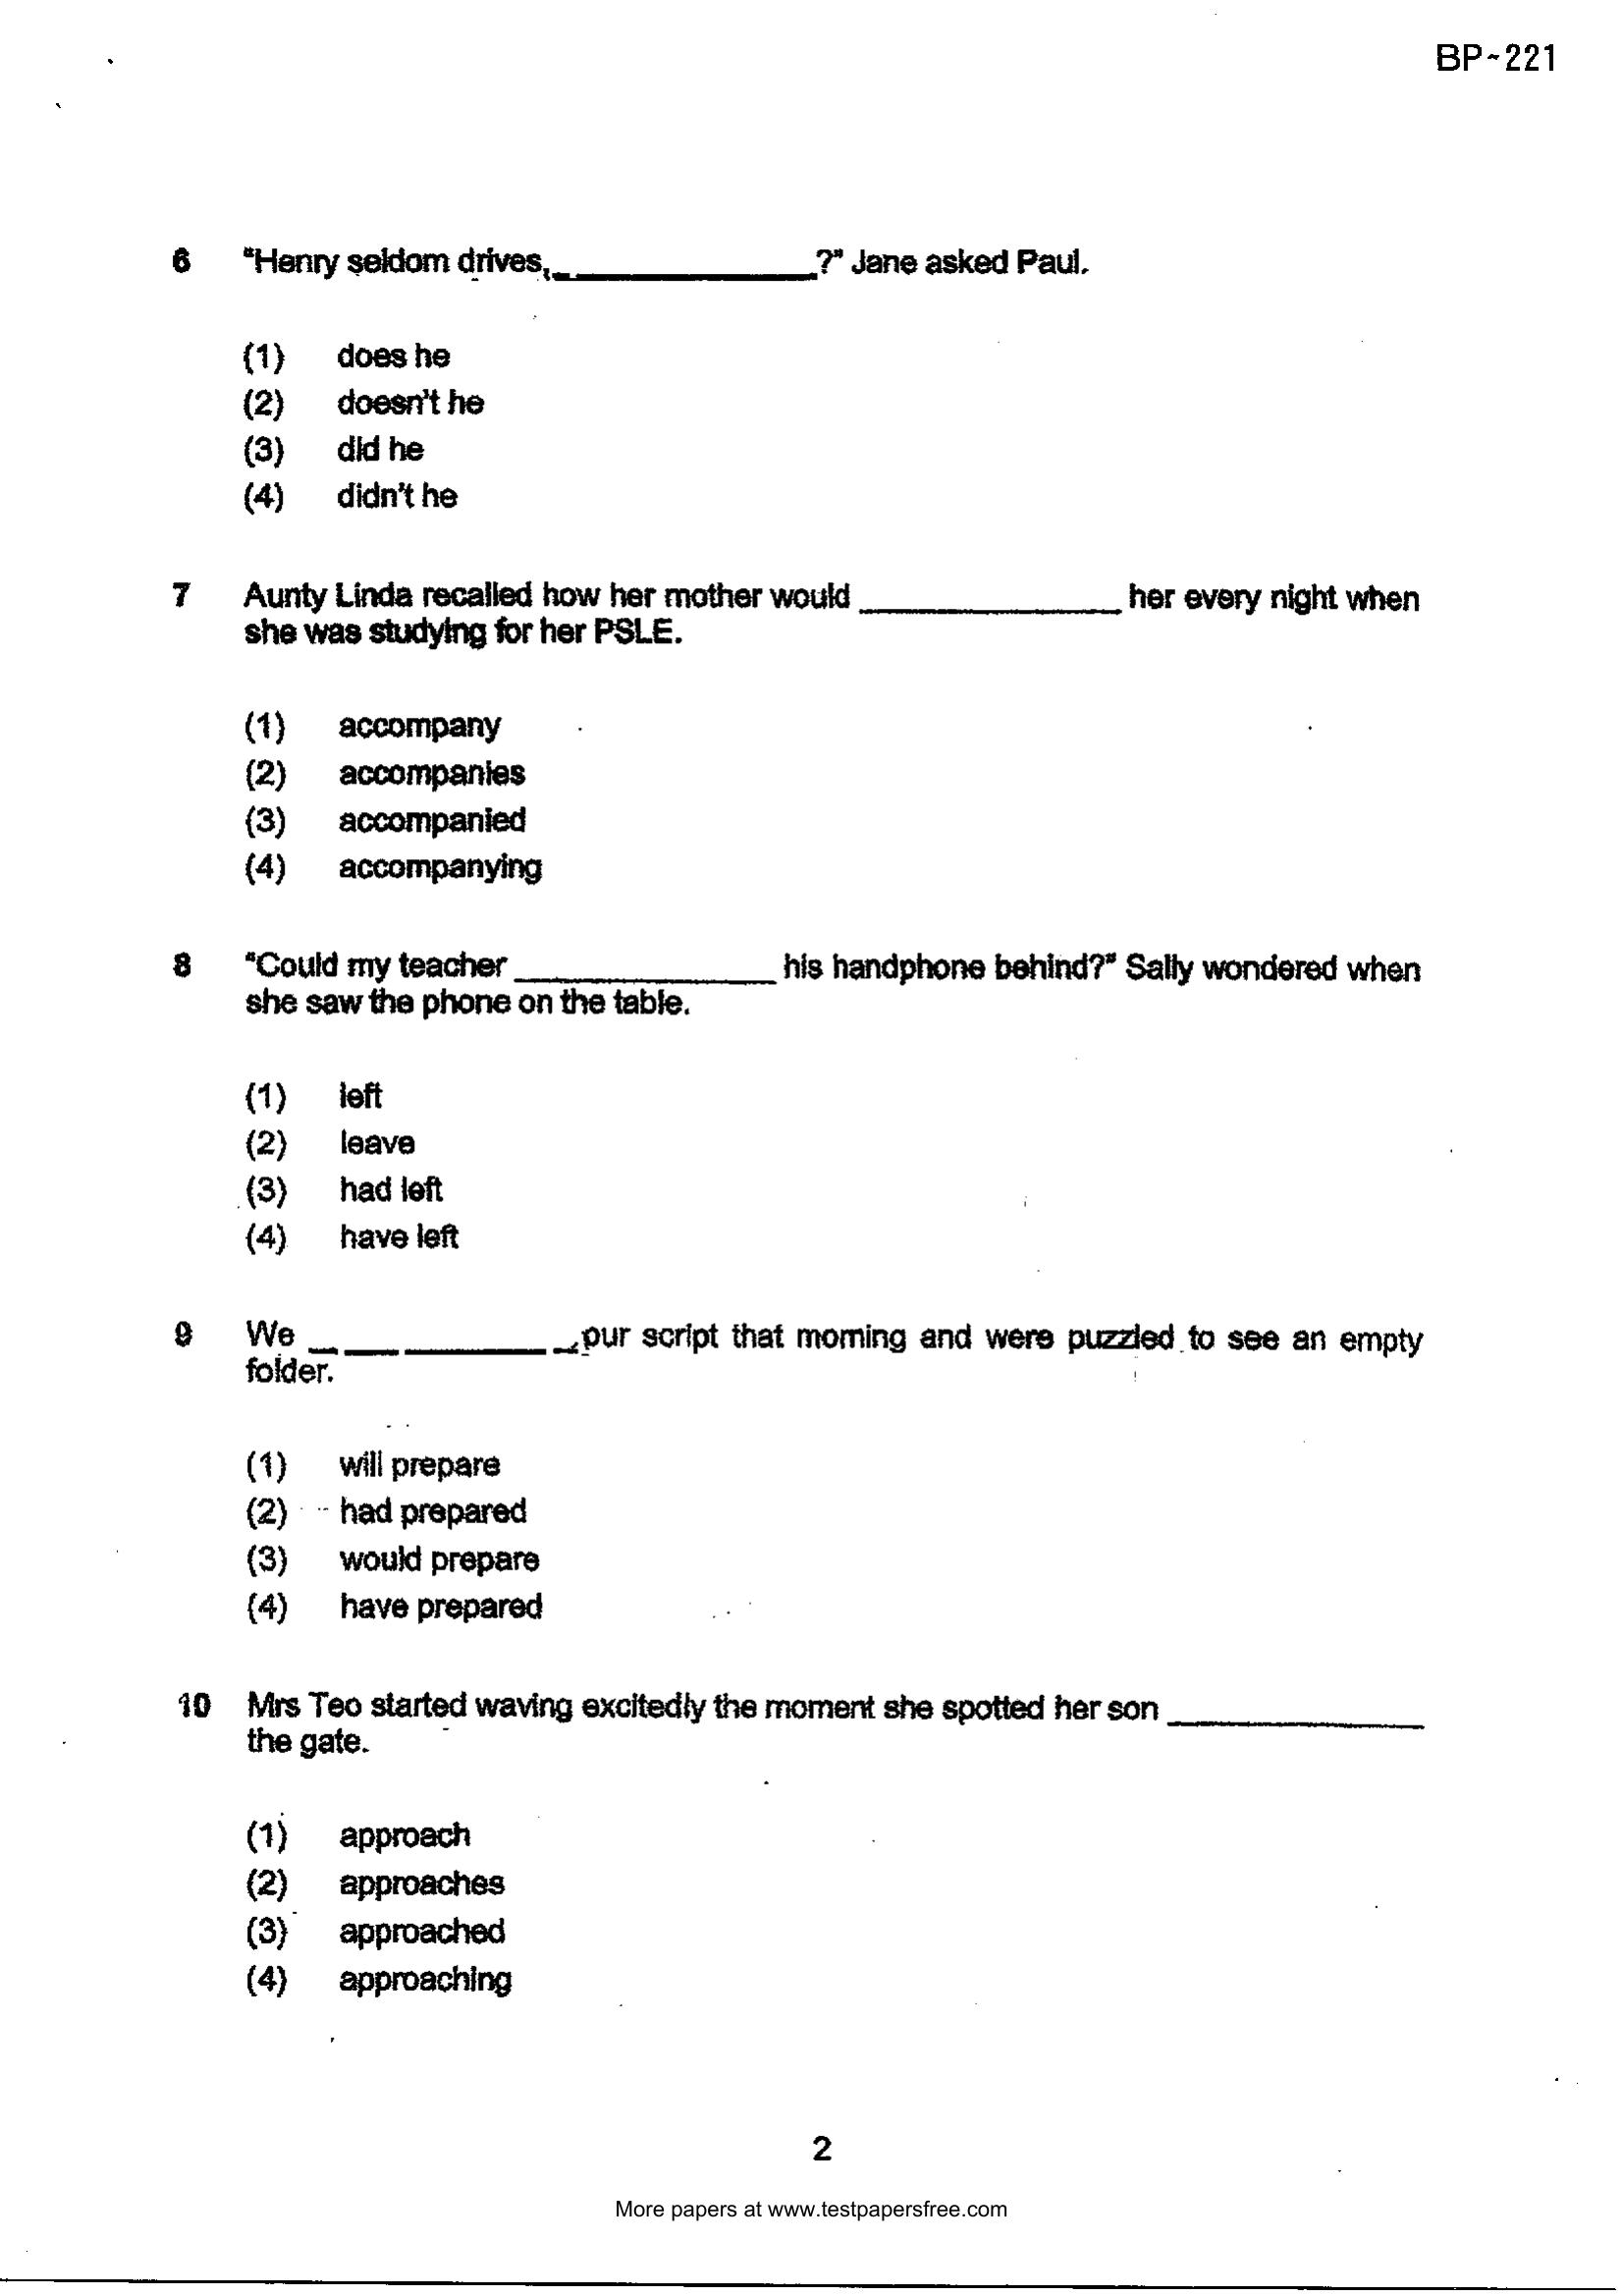 BP-221
6 "Henry seldom drives, ______________?" Jane asked Paul.
(1) does he
(2) doesn't he
(3) did he
(4) didn't he
7 Aunty Linda recalled how her mother would ______________ her every night when
she was studying for her PSLE.
(1) accompany
(2) accompanies
(3) accompanied
(4) accompanying
8 "Could my teacher ______________ his handphone behind?" Sally wondered when
she saw the phone on the table.
(1) left
(2) leave
(3) had left
(4) have left
9 We ______________ our script that morning and were puzzled to see an empty
folder.
(1) will prepare
(2) had prepared
(3) would prepare
(4) have prepared
10 Mrs Teo started waving excitedly the moment she spotted her son ______________
the gate.
(1) approach
(2) approaches
(3) approached
(4) approaching
2
More papers at www.testpapersfree.com